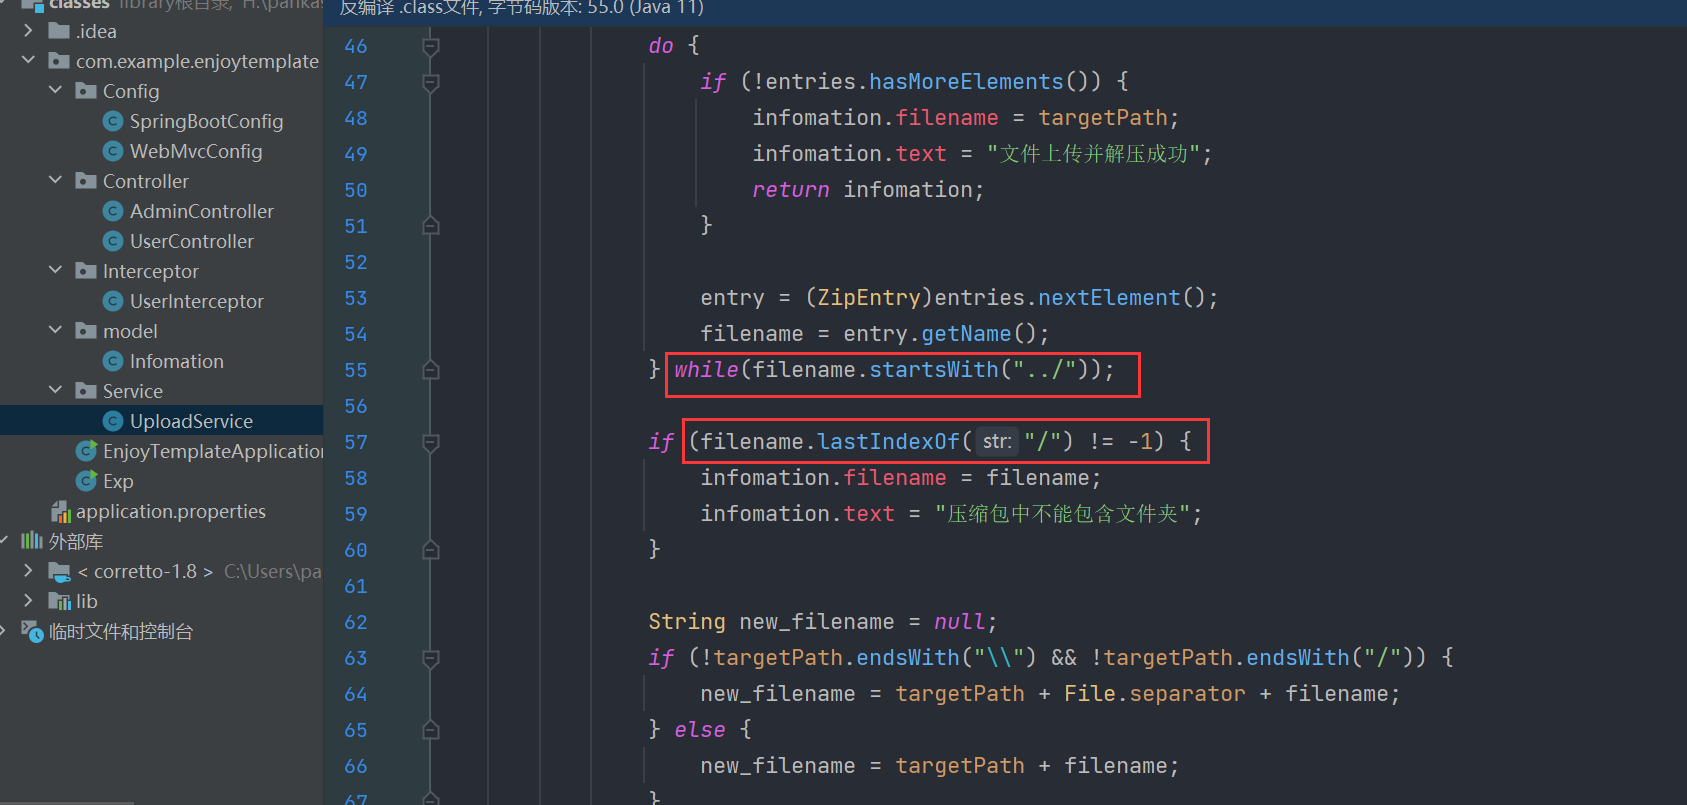 classes library根目录, H:\panka
.idea
com.example.enjoytemplate
Config
SpringBootConfig
WebMvcConfig
Controller
AdminController
UserController
Interceptor
UserInterceptor
model
Infomation
Service
UploadService
EnjoyTemplateApplication
Exp
application.properties
外部库
< corretto-1.8 > C:\Users\pa
lib
临时文件和控制台
反编译 .class文件, 字节码版本: 55.0 (Java 11)
46 do {
47 if (!entries.hasMoreElements()) {
48 infomation.filename = targetPath;
49 infomation.text = "文件上传并解压成功";
50 return infomation;
51 }
52
53 entry = (ZipEntry)entries.nextElement();
54 filename = entry.getName();
55 } while(filename.startsWith("../"));
56
57 if (filename.lastIndexOf( str: "/") != -1) {
58 infomation.filename = filename;
59 infomation.text = "压缩包中不能包含文件夹";
60 }
61
62 String new_filename = null;
63 if (!targetPath.endsWith("\\") && !targetPath.endsWith("/")) {
64 new_filename = targetPath + File.separator + filename;
65 } else {
66 new_filename = targetPath + filename;
67 }